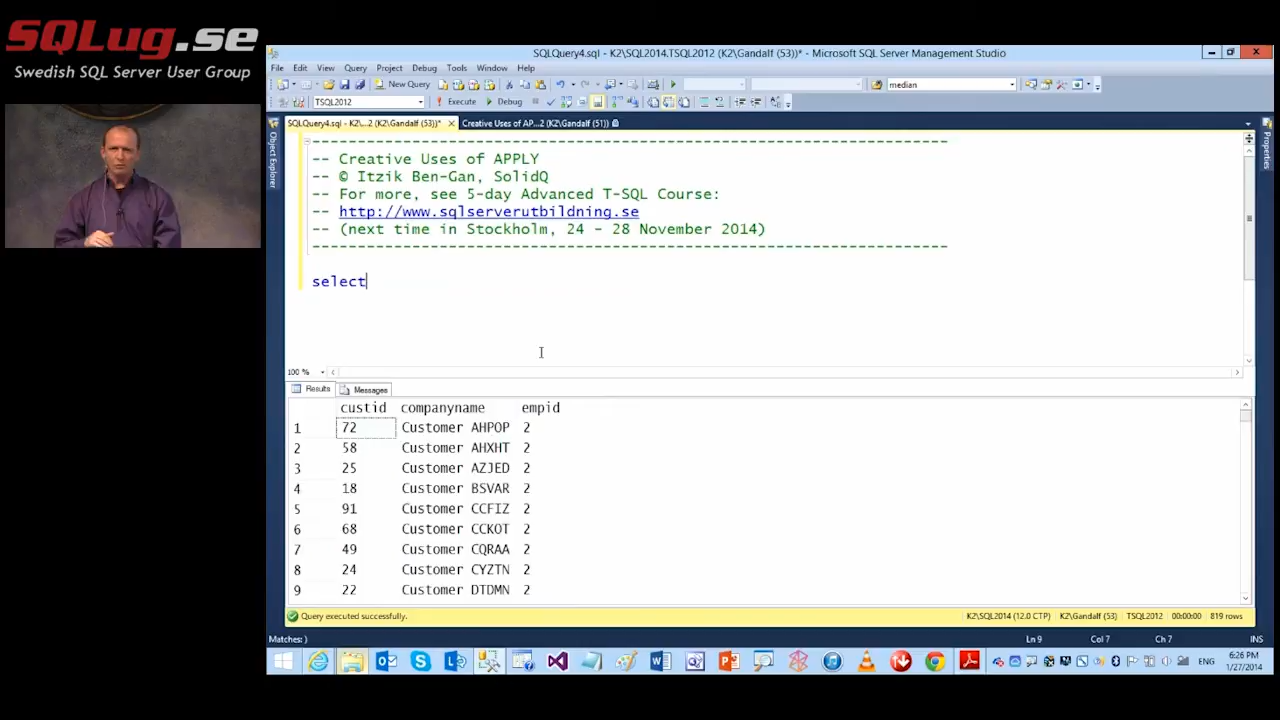 SQLug.se
Swedish SQL Server User Group
SQLQuery4.sql - K2\SQL2014.TSQL2012 (K2\Gandalf (53))* - Microsoft SQL Server Management Studio
File Edit View Query Project Debug Tools Window Help
New Query
median
TSQL2012
Execute
Debug
SQLQuery4.sql - K2\...2 (K2\Gandalf (53))*
Creative Uses of AP...2 (K2\Gandalf (51))
Object Explorer
Properties
--------------------------------------------------------------------
-- Creative Uses of APPLY
-- © Itzik Ben-Gan, SolidQ
-- For more, see 5-day Advanced T-SQL Course:
-- http://www.sqlserverutbildning.se
-- (next time in Stockholm, 24 - 28 November 2014)
--------------------------------------------------------------------
select
100 %
Results Messages
custid companyname empid
1 72 Customer AHPOP 2
2 58 Customer AHXHT 2
3 25 Customer AZJED 2
4 18 Customer BSVAR 2
5 91 Customer CCFIZ 2
6 68 Customer CCKOT 2
7 49 Customer CQRAA 2
8 24 Customer CYZTN 2
9 22 Customer DTDMN 2
Query executed successfully.
K2\SQL2014 (12.0 CTP) K2\Gandalf (53) TSQL2012 00:00:00 819 rows
Matches: )
Ln 9 Col 7 Ch 7 INS
ENG
6:26 PM
1/27/2014